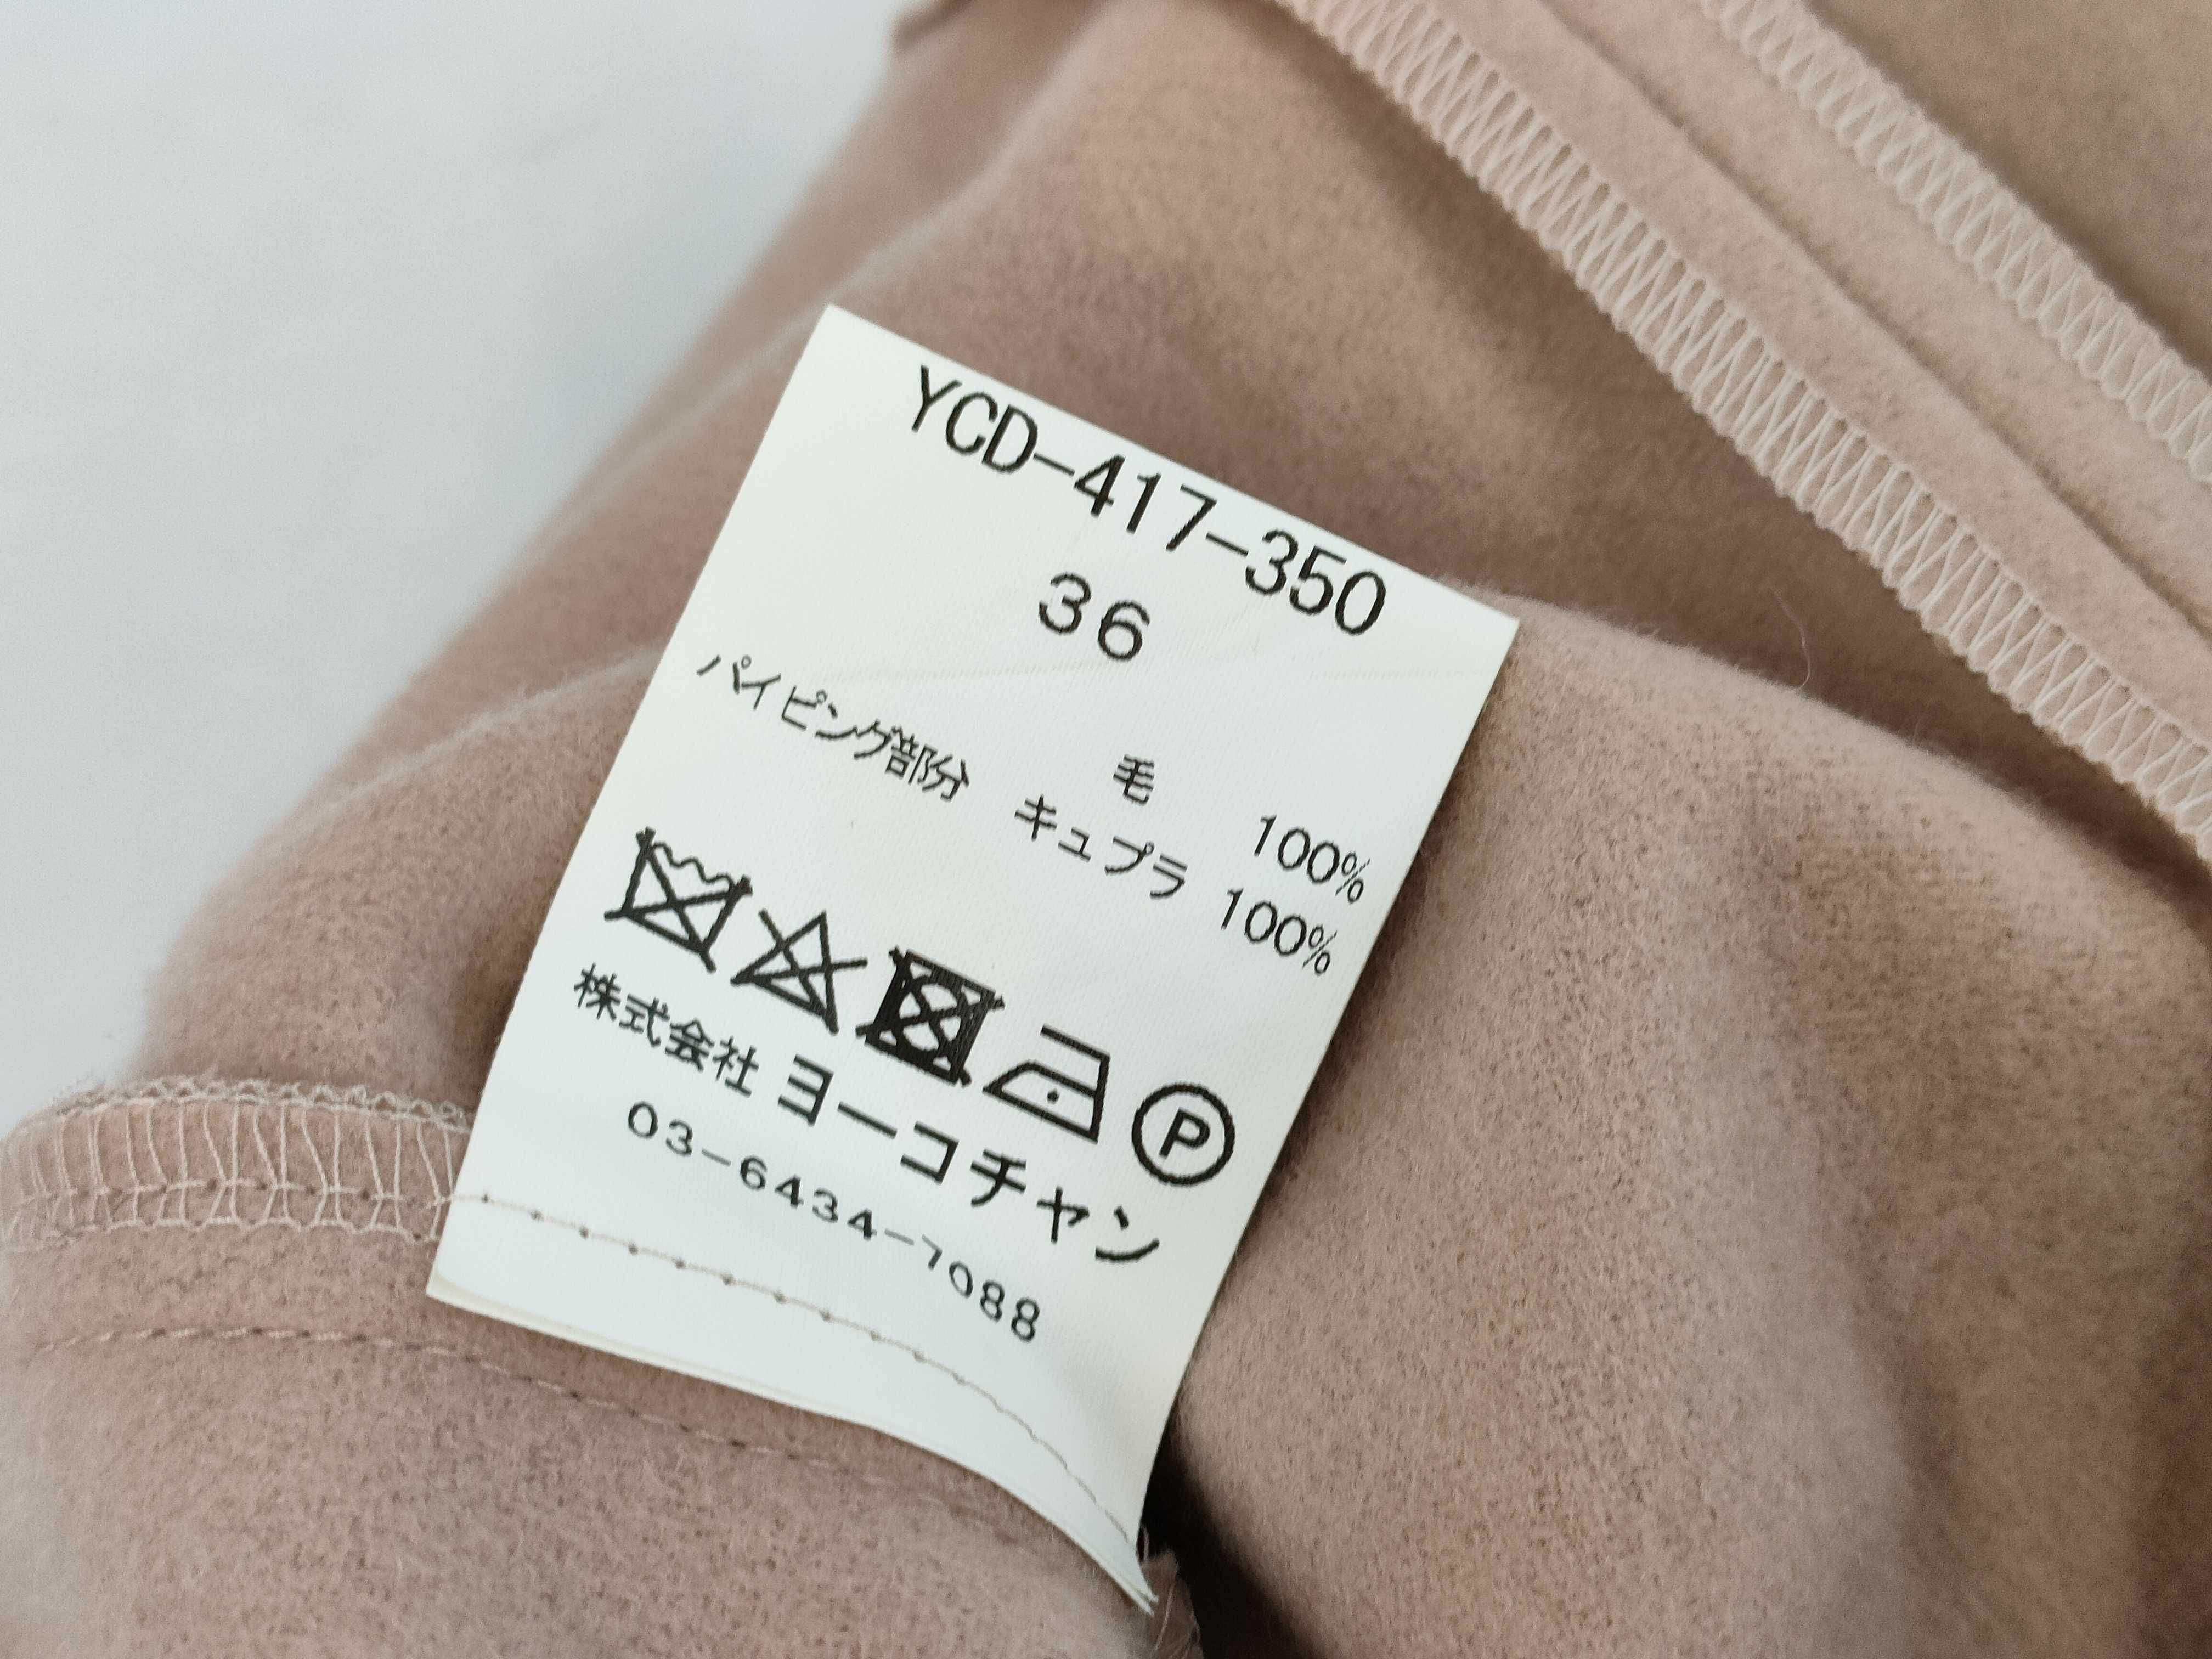 YCD-417-350
36
毛 100%
パイピング部分 キュプラ 100%
P
株式会社 ヨーコチャン
03-6434-7088